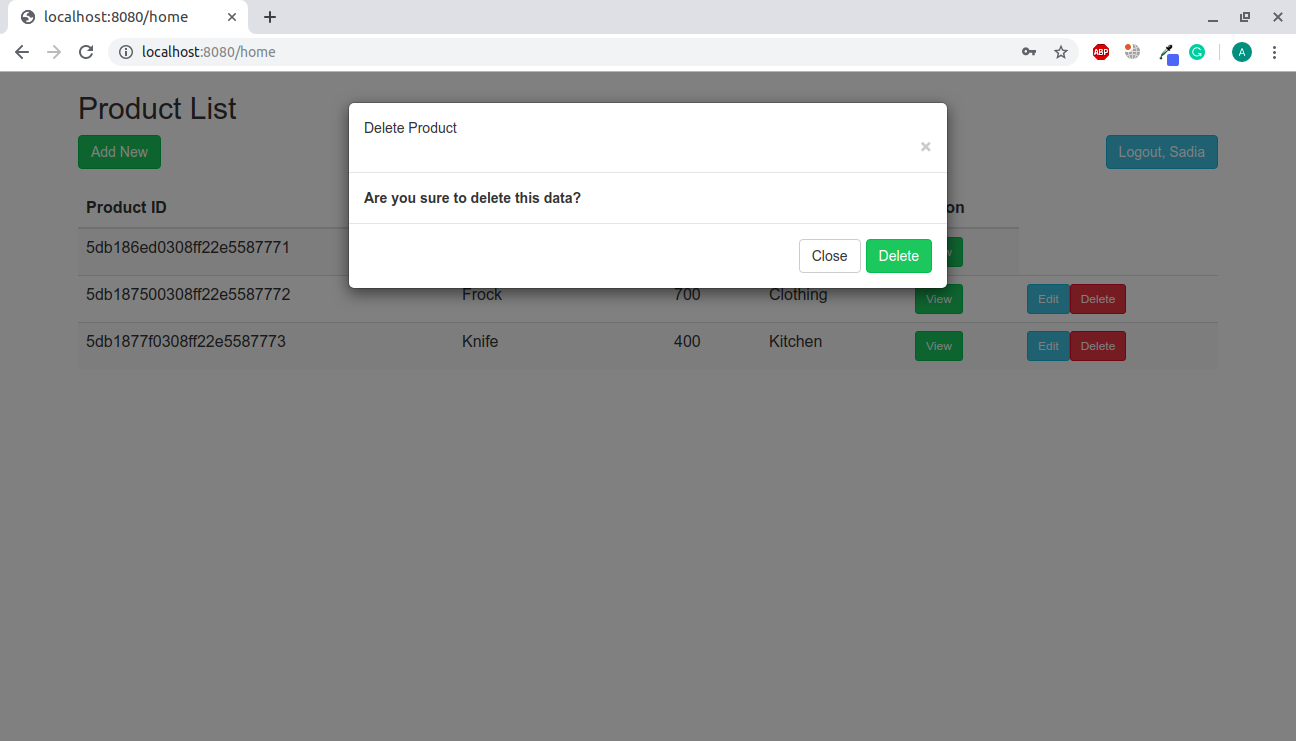 localhost:8080/home
localhost:8080/home
ABP
A
Product List
Add New
Logout, Sadia
Delete Product
×
Are you sure to delete this data?
Close Delete
Product ID
5db186ed0308ff22e5587771
5db187500308ff22e5587772 Frock 700 Clothing View Edit Delete
5db1877f0308ff22e5587773 Knife 400 Kitchen View Edit Delete